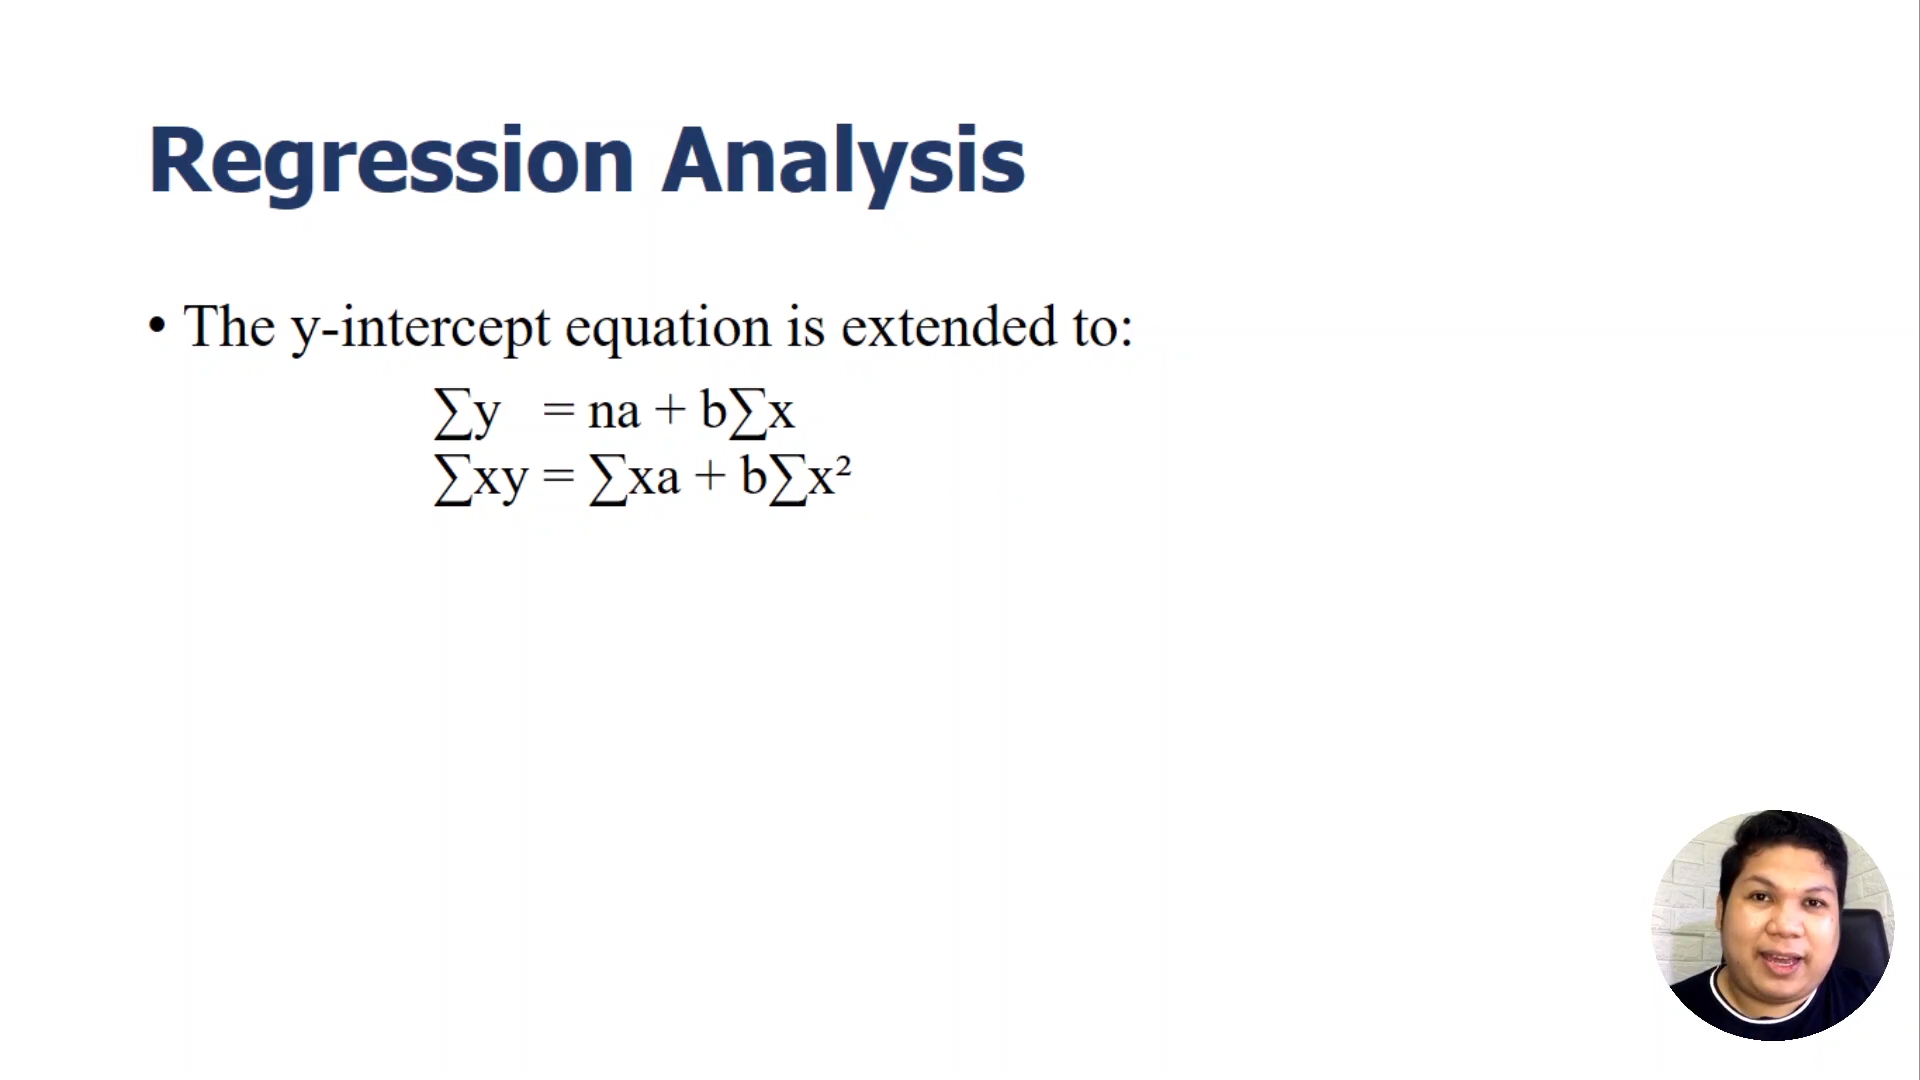 Regression Analysis
• The y-intercept equation is extended to:
∑y = na + b∑x
∑xy = ∑xa + b∑x²